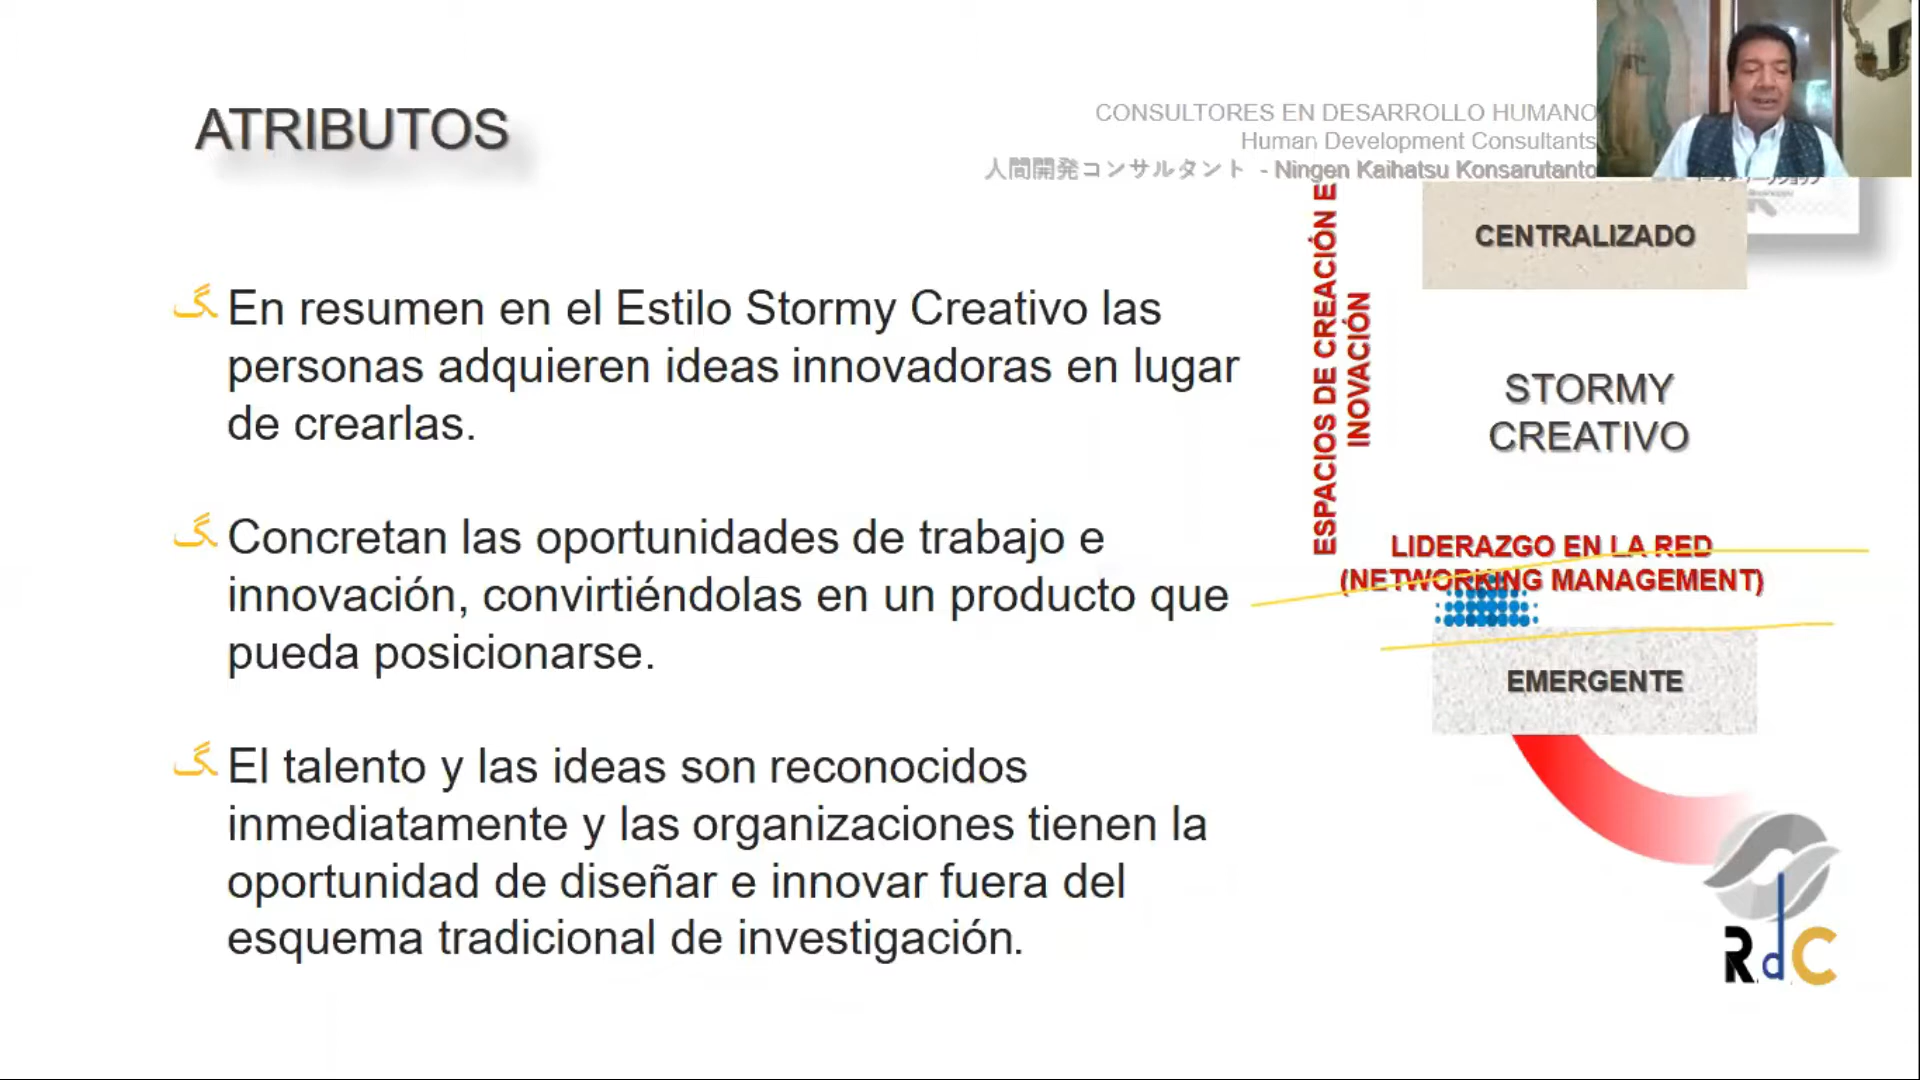 ATRIBUTOS
CONSULTORES EN DESARROLLO HUMANO
Human Development Consultants
人間開発コンサルタント - Ningen Kaihatsu Konsarutanto
En resumen en el Estilo Stormy Creativo las
personas adquieren ideas innovadoras en lugar
de crearlas.
Concretan las oportunidades de trabajo e
innovación, convirtiéndolas en un producto que
pueda posicionarse.
El talento y las ideas son reconocidos
inmediatamente y las organizaciones tienen la
oportunidad de diseñar e innovar fuera del
esquema tradicional de investigación.
ESPACIOS DE CREACIÓN E
INOVACIÓN
CENTRALIZADO
STORMY
CREATIVO
LIDERAZGO EN LA RED
(NETWORKING MANAGEMENT)
EMERGENTE
RdC